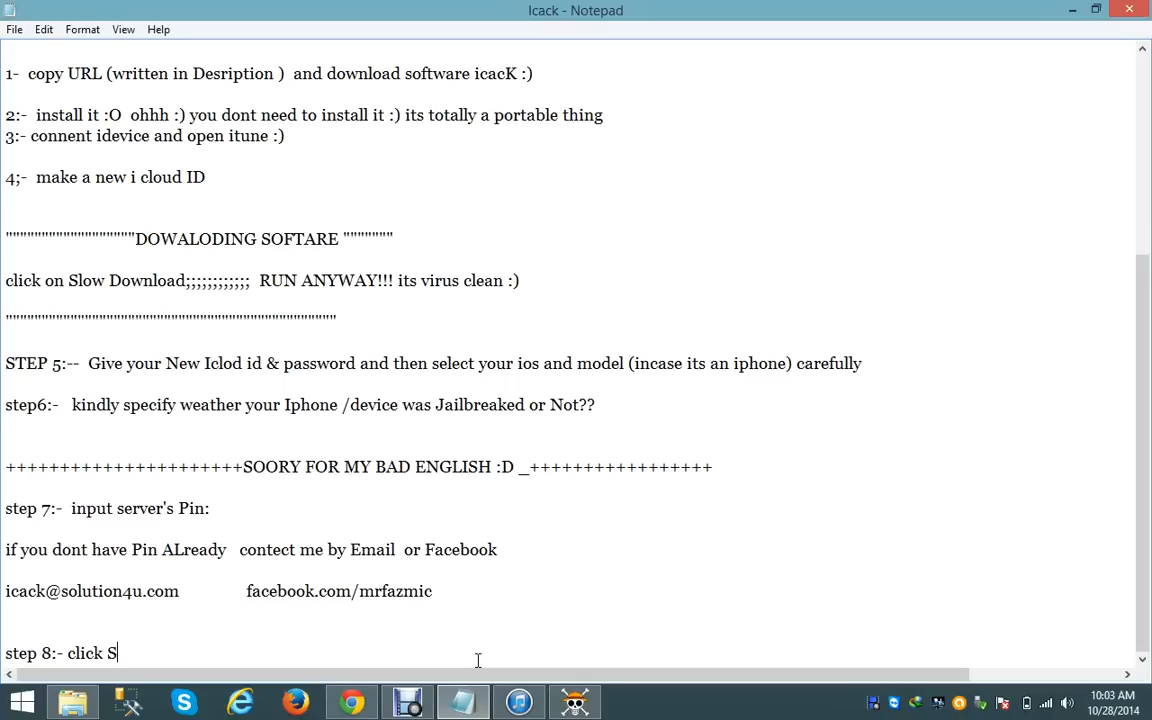 Icack - Notepad
File Edit Format View Help
1- copy URL (written in Desription ) and download software icacK :)
2:- install it :O ohhh :) you dont need to install it :) its totally a portable thing
3:- connent idevice and open itune :)
4;- make a new i cloud ID
""""""""""""""""""DOWALODING SOFTARE """""""
click on Slow Download;;;;;;;;;;;; RUN ANYWAY!!! its virus clean :)
""""""""""""""""""""""""""""""""""""""""""""""
STEP 5:-- Give your New Iclod id & password and then select your ios and model (incase its an iphone) carefully
step6:- kindly specify weather your Iphone /device was Jailbreaked or Not??
++++++++++++++++++++++SOORY FOR MY BAD ENGLISH :D _+++++++++++++++++
step 7:- input server's Pin:
if you dont have Pin ALready contect me by Email or Facebook
icack@solution4u.com facebook.com/mrfazmic
step 8:- click S
10:03 AM
10/28/2014